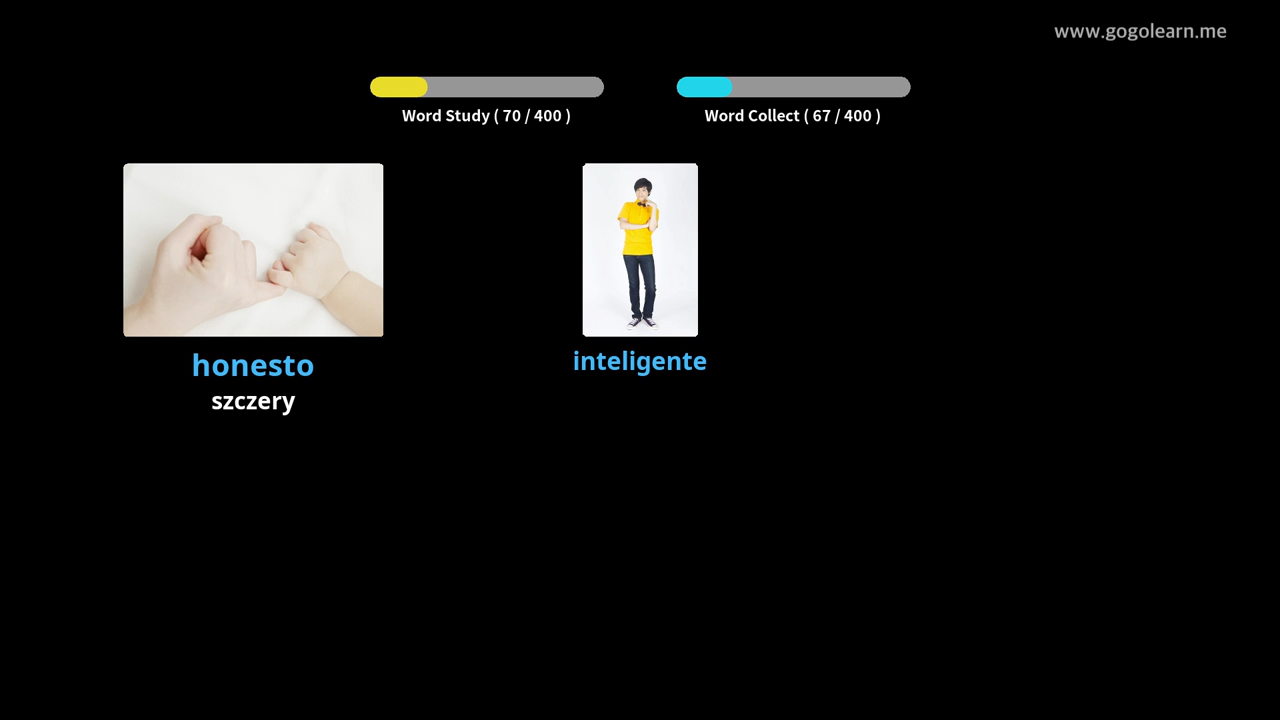 www.gogolearn.me
Word Study ( 70 / 400 )
Word Collect ( 67 / 400 )
honesto
szczery
inteligente